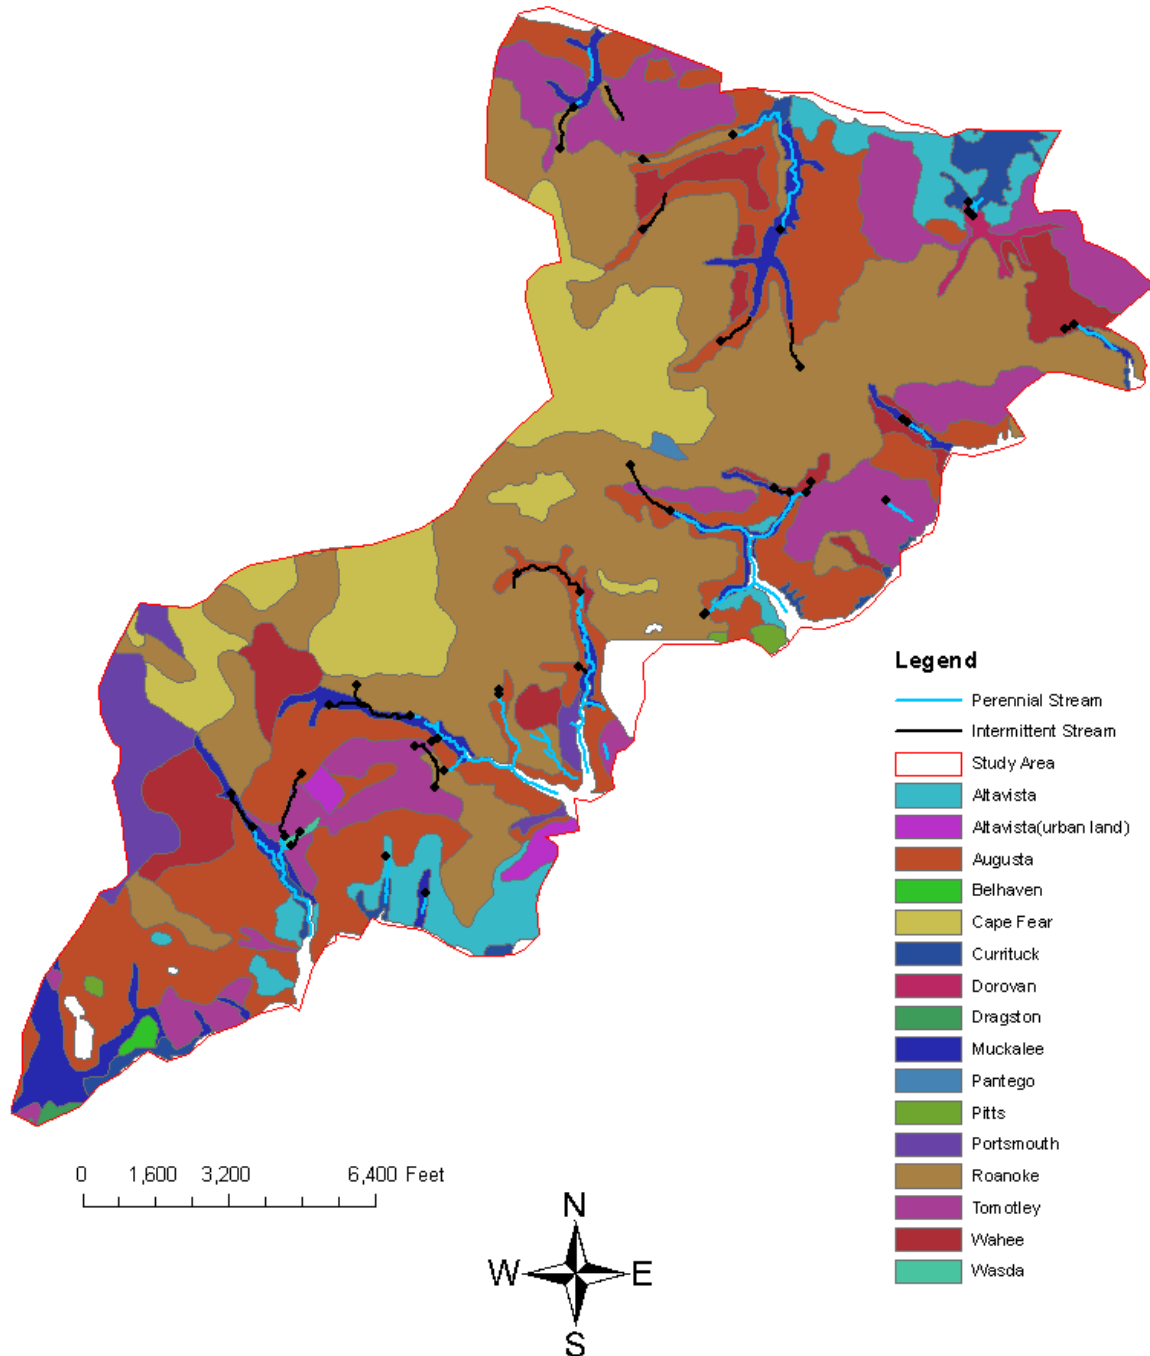 Legend
Perennial Stream
Intermittent Stream
Study Area
Altavista
Altavista(urban land)
Augusta
Belhaven
Cape Fear
Currituck
Dorovan
Dragston
Muckalee
Pantego
Pitts
Portsmouth
Roanoke
Tomotley
Wahee
Wasda
0 1,600 3,200 6,400 Feet
N
W E
S